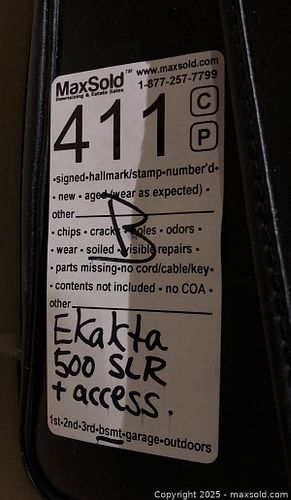 MaxSold™ www.maxsold.com
Downsizing & Estate Sales 1-877-257-7799
411 C
P
•signed•hallmark/stamp•number'd•
• new • aged (wear as expected) •
other
B
• chips • cracks • holes • odors •
• wear • soiled • visible repairs •
• parts missing•no cord/cable/key•
• contents not included • no COA •
other
Ekakta
500 SLR
+ access.
1st•2nd•3rd•bsmt•garage•outdoors
Copyright © 2025 - maxsold.com